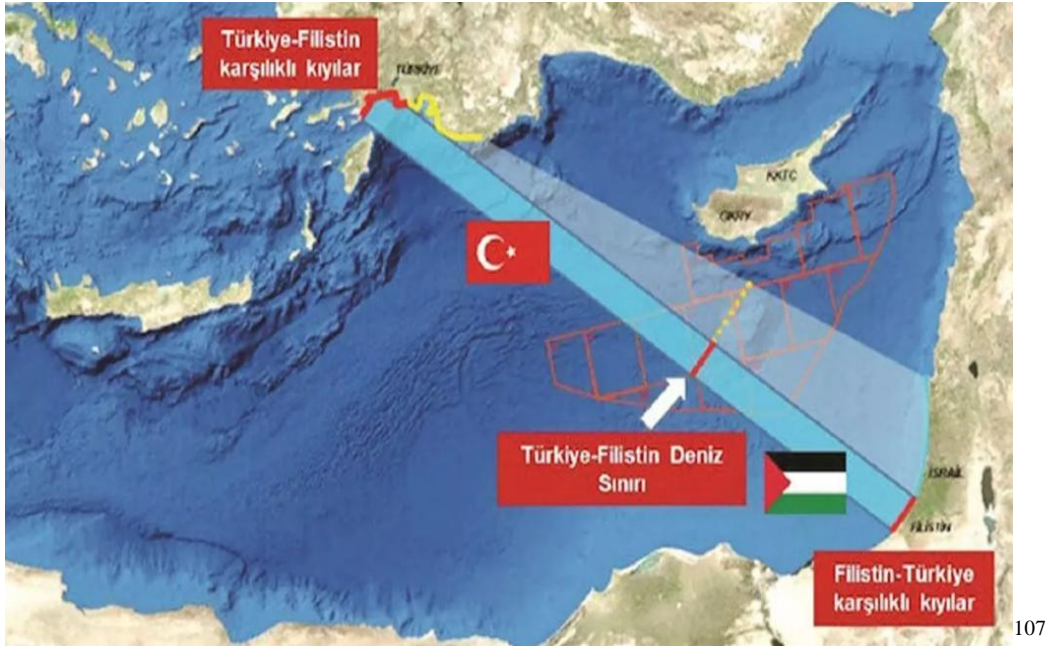 Türkiye-Filistin
karşılıklı kıyılar
TÜRKİYE
KKTC
GKRY
Türkiye-Filistin Deniz
Sınırı
İSRAİL
FİLİSTİN
Filistin-Türkiye
karşılıklı kıyılar
107